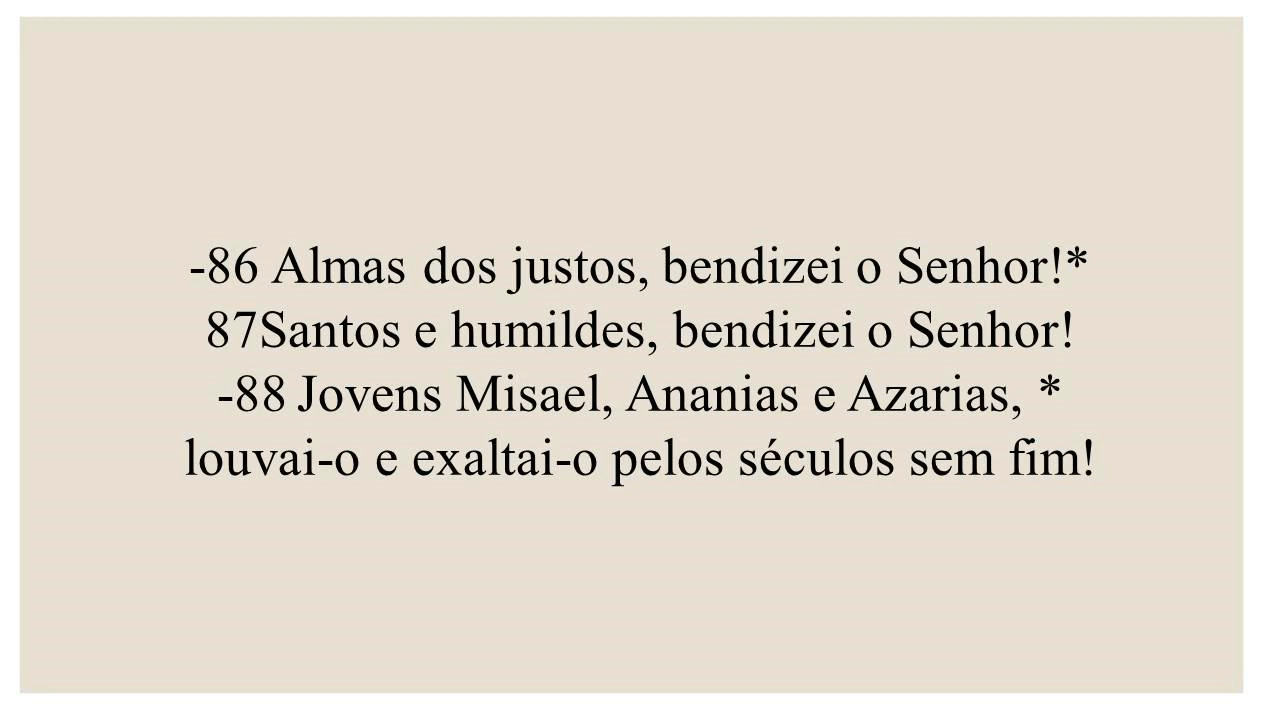 -86 Almas dos justos, bendizei o Senhor!*
87Santos e humildes, bendizei o Senhor!
-88 Jovens Misael, Ananias e Azarias, *
louvai-o e exaltai-o pelos séculos sem fim!